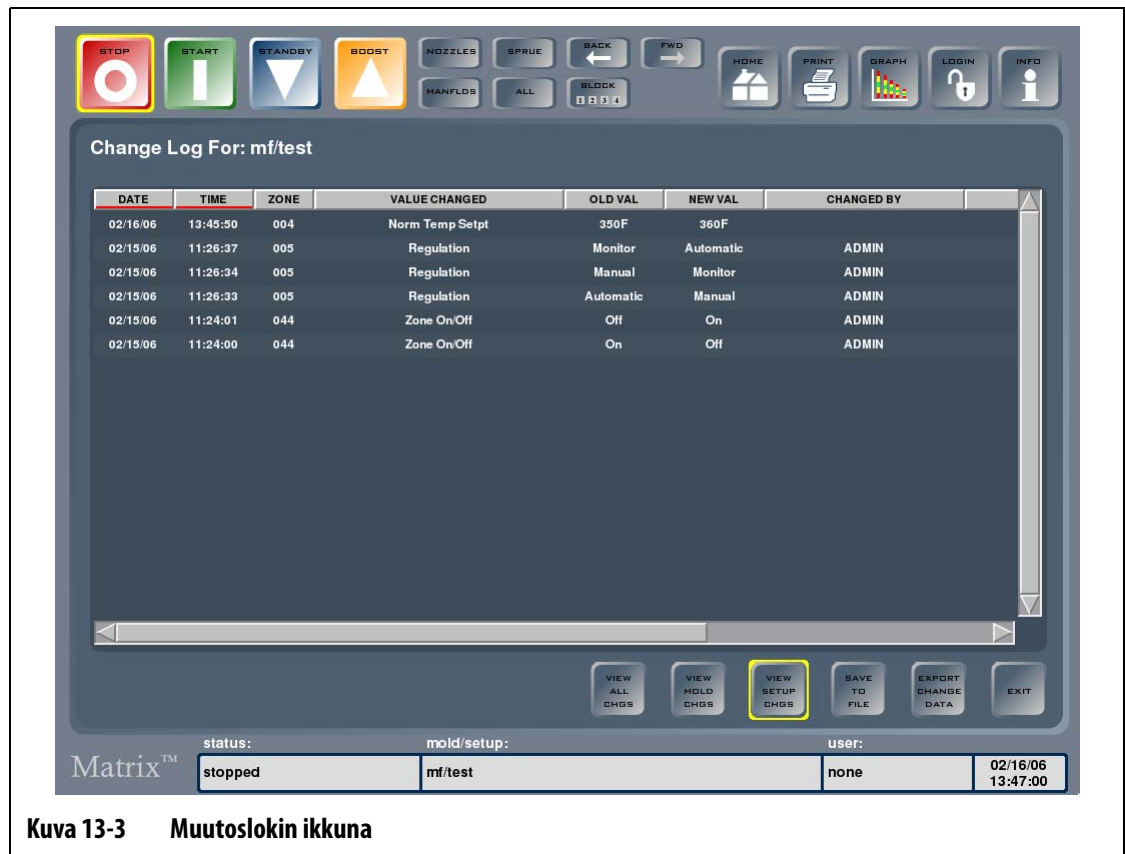 STOP START STANDBY BOOST NOZZLES SPRUE BACK FWD HOME PRINT GRAPH LOGIN INFO
MANFLDS ALL BLOCK
1 2 3 4
Change Log For: mf/test
DATE TIME ZONE VALUE CHANGED OLD VAL NEW VAL CHANGED BY
02/16/06 13:45:50 004 Norm Temp Setpt 350F 360F
02/15/06 11:26:37 005 Regulation Monitor Automatic ADMIN
02/15/06 11:26:34 005 Regulation Manual Monitor ADMIN
02/15/06 11:26:33 005 Regulation Automatic Manual ADMIN
02/15/06 11:24:01 044 Zone On/Off Off On ADMIN
02/15/06 11:24:00 044 Zone On/Off On Off ADMIN
VIEW ALL CHGS VIEW MOLD CHGS VIEW SETUP CHGS SAVE TO FILE EXPORT CHANGE DATA EXIT
status: mold/setup: user:
Matrix™ stopped mf/test none 02/16/06
13:47:00
Kuva 13-3 Muutoslokin ikkuna